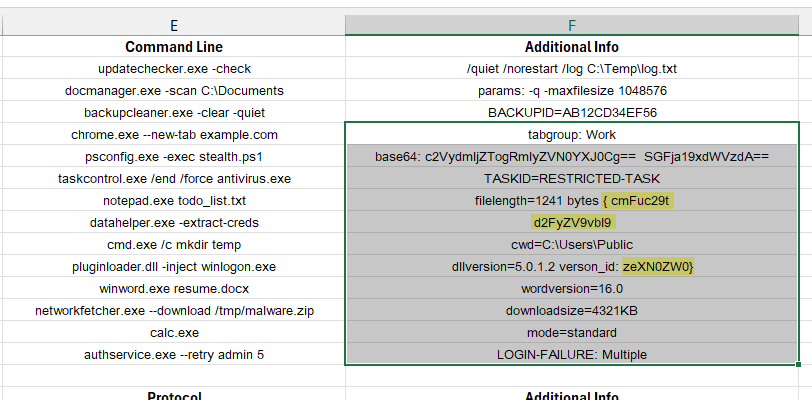 E F
Command Line Additional Info
updatechecker.exe -check /quiet /norestart /log C:\Temp\log.txt
docmanager.exe -scan C:\Documents params: -q -maxfilesize 1048576
backupcleaner.exe -clear -quiet BACKUPID=AB12CD34EF56
chrome.exe --new-tab example.com tabgroup: Work
psconfig.exe -exec stealth.ps1 base64: c2VydmljZTogRmlyZVN0YXJ0Cg== SGFja19xdWVzdA==
taskcontrol.exe /end /force antivirus.exe TASKID=RESTRICTED-TASK
notepad.exe todo_list.txt filelength=1241 bytes { cmFuc29t
datahelper.exe -extract-creds d2FyZV9vbl9
cmd.exe /c mkdir temp cwd=C:\Users\Public
pluginloader.dll -inject winlogon.exe dllversion=5.0.1.2 verson_id: zeXN0ZW0}
winword.exe resume.docx wordversion=16.0
networkfetcher.exe --download /tmp/malware.zip downloadsize=4321KB
calc.exe mode=standard
authservice.exe --retry admin 5 LOGIN-FAILURE: Multiple
Protocol Additional Info